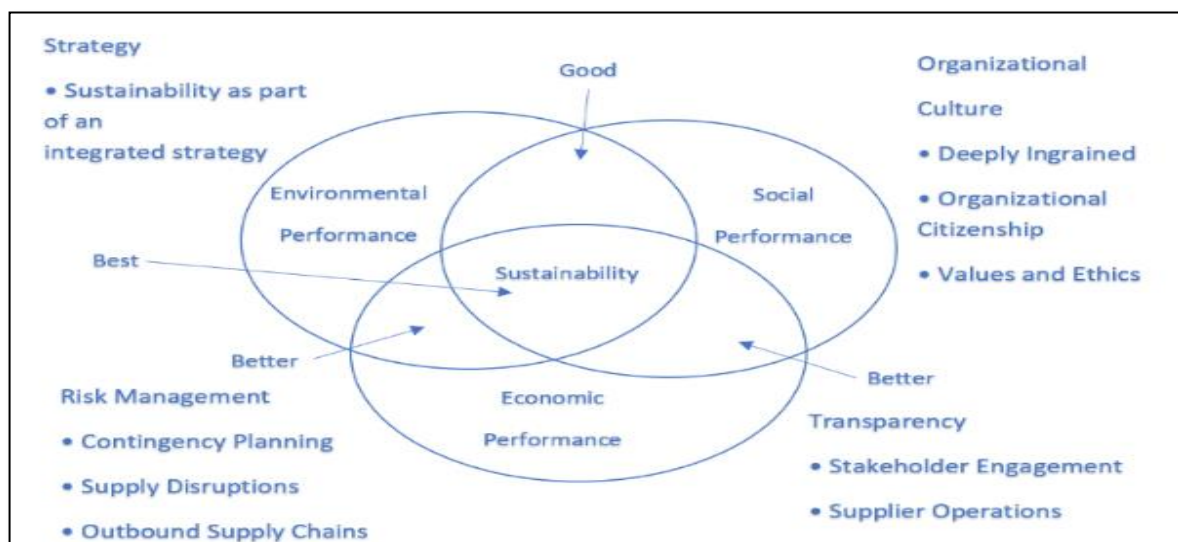 Strategy
• Sustainability as part
of an
integrated strategy
Good
Organizational
Culture
• Deeply Ingrained
• Organizational
Citizenship
• Values and Ethics
Environmental
Performance
Social
Performance
Best
Sustainability
Better
Better
Economic
Performance
Risk Management
• Contingency Planning
• Supply Disruptions
• Outbound Supply Chains
Transparency
• Stakeholder Engagement
• Supplier Operations